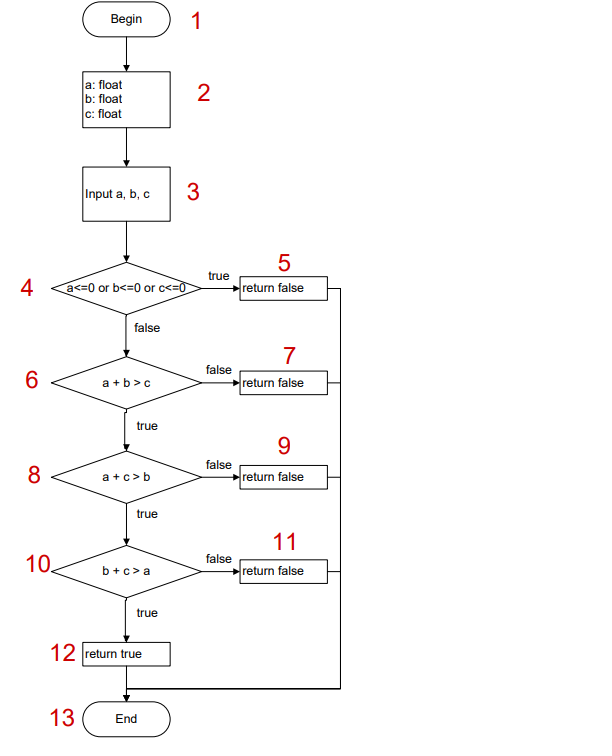 Begin
1
a: float
b: float
c: float
2
Input a, b, c
3
4
a<=0 or b<=0 or c<=0
true
5
return false
false
6
a + b > c
false
7
return false
true
8
a + c > b
false
9
return false
true
10
b + c > a
false
11
return false
true
12
return true
13
End